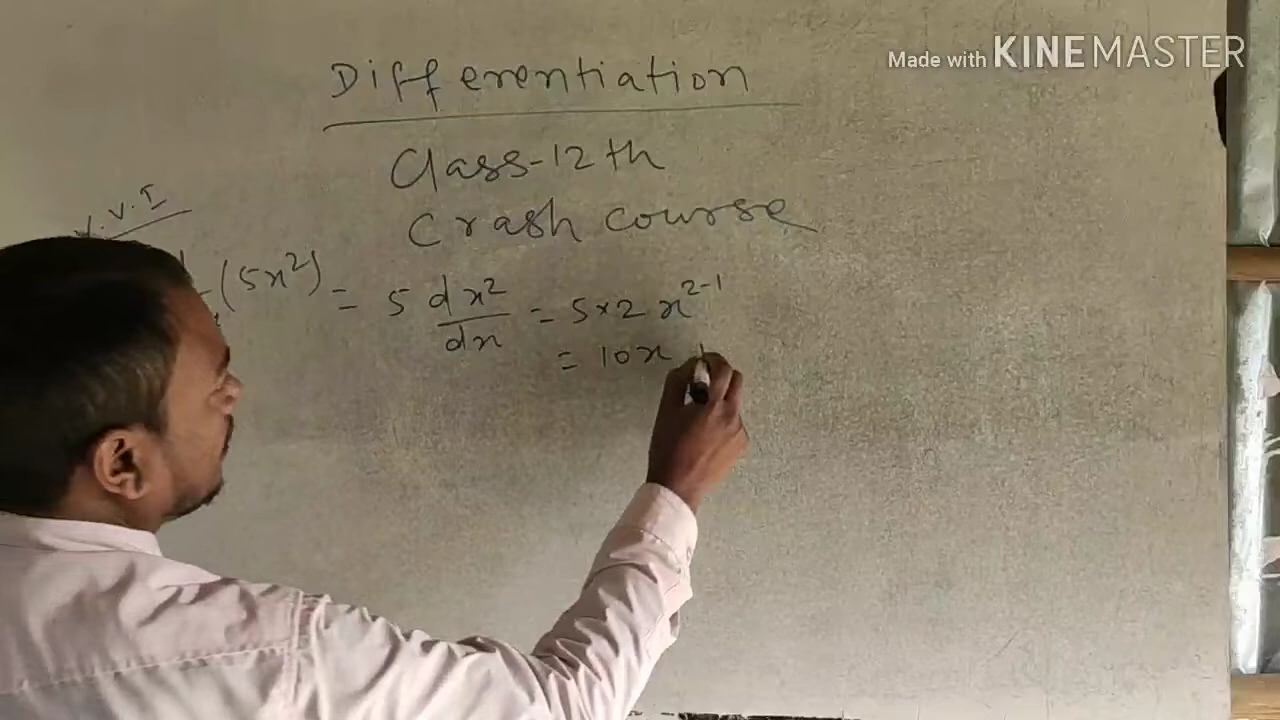 Made with KINEMASTER
Differentiation
Class-12th
Crash course
V.V.I
(5x²) = 5 dx²/dx = 5×2 x²⁻¹
= 10x